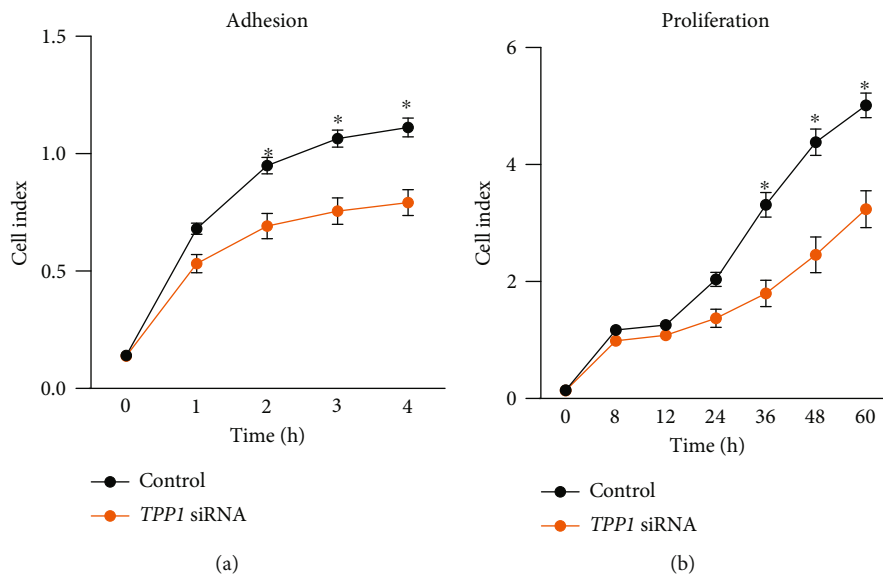 Adhesion
Cell index
1.5
1.0
0.5
0.0
*
*
*
0 1 2 3 4
Time (h)
Control
TPP1 siRNA
(a)
Proliferation
Cell index
6
4
2
0
*
*
*
0 8 12 24 36 48 60
Time (h)
Control
TPP1 siRNA
(b)